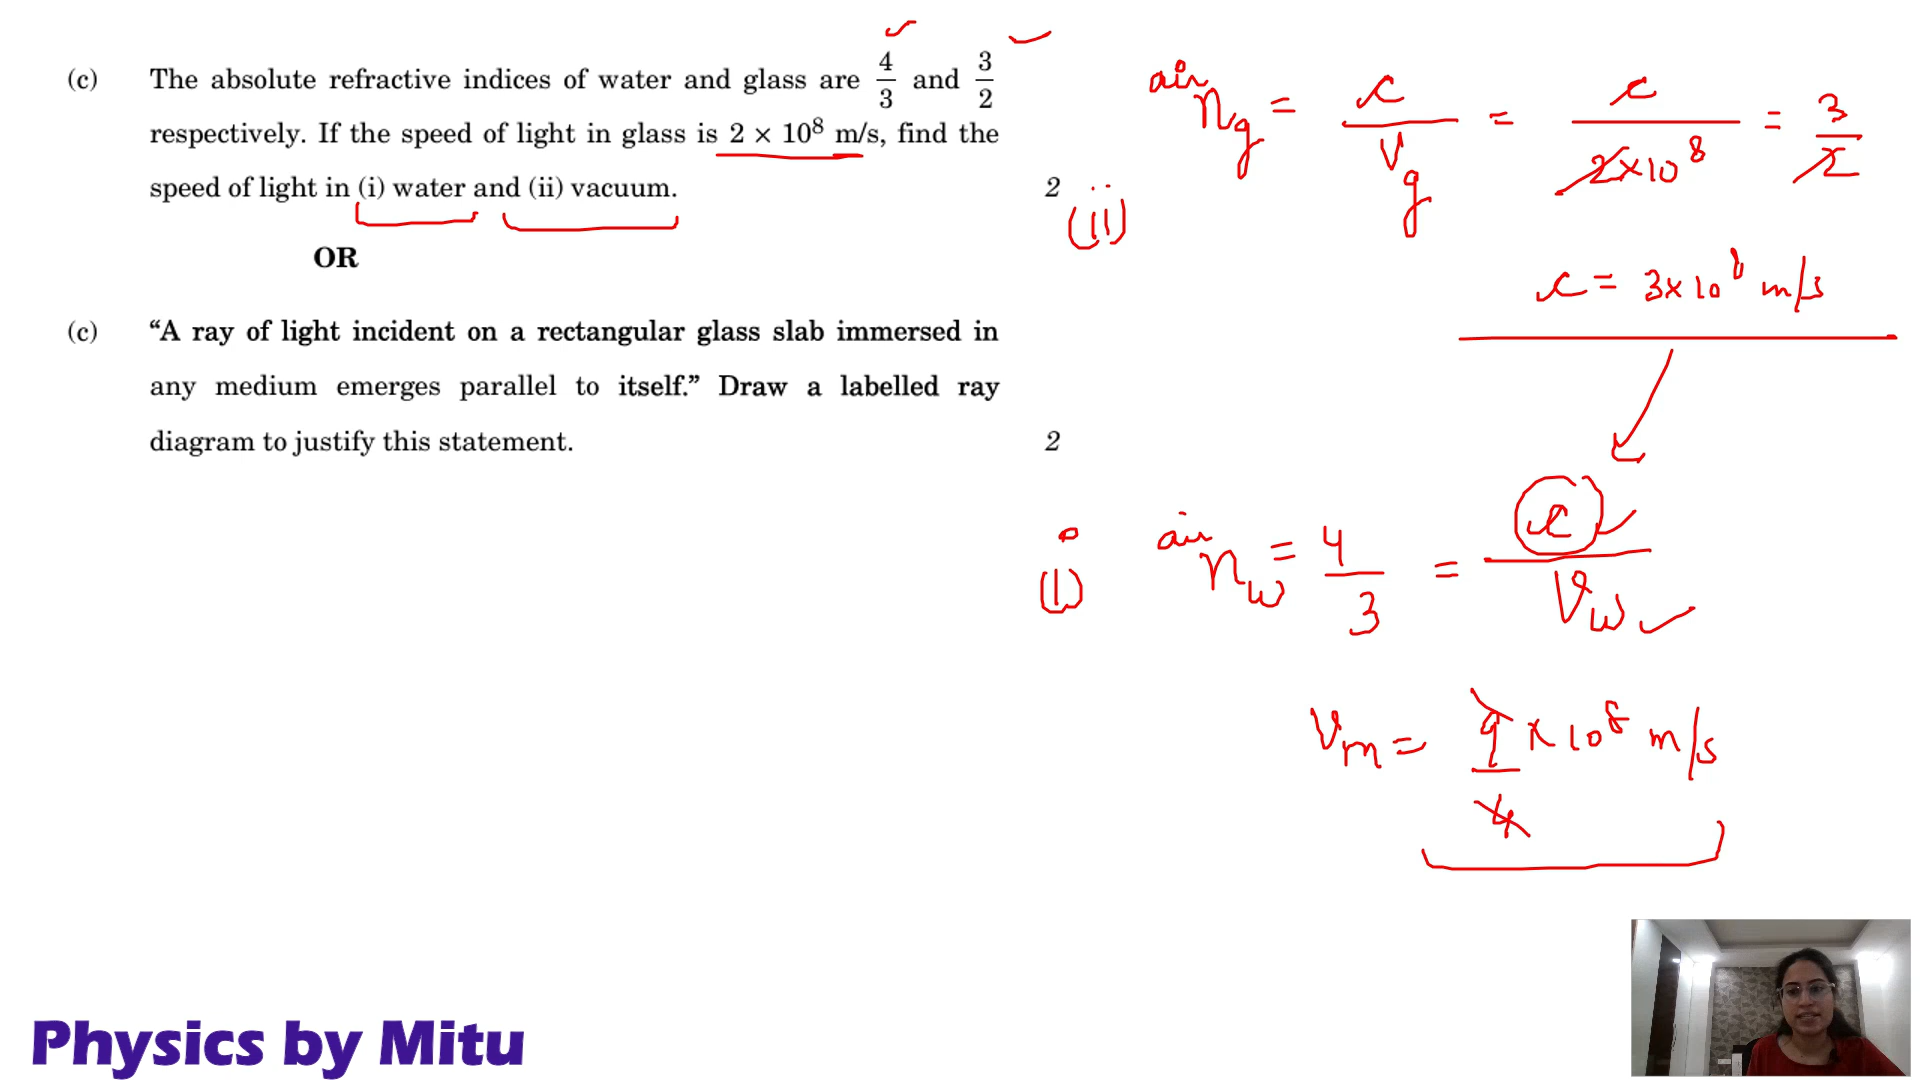 (c) The absolute refractive indices of water and glass are 4/3 and 3/2
respectively. If the speed of light in glass is 2 × 10⁸ m/s, find the
speed of light in (i) water and (ii) vacuum. 2
OR
(c) “A ray of light incident on a rectangular glass slab immersed in
any medium emerges parallel to itself.” Draw a labelled ray
diagram to justify this statement. 2
(ii) air n_g = c/v_g = c/(2×10⁸) = 3/2
c = 3×10⁸ m/s
(i) air n_w = 4/3 = c/v_w
v_m = 9/4 × 10⁸ m/s
Physics by Mitu